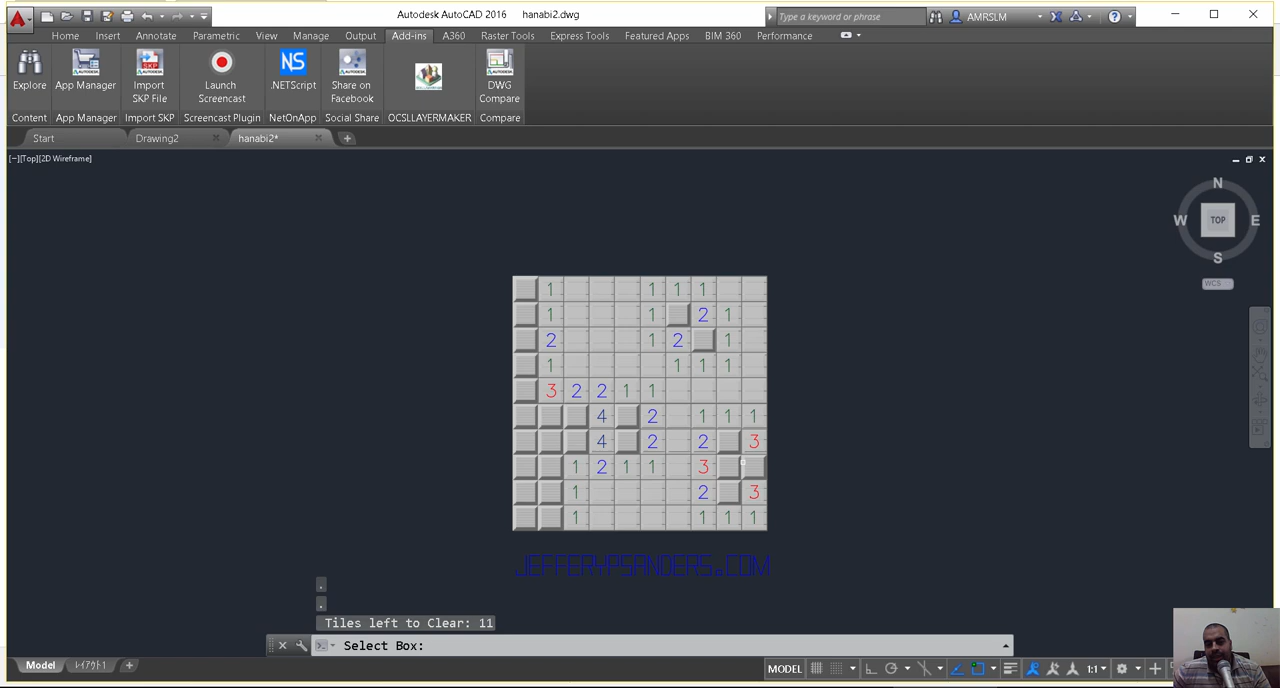 Autodesk AutoCAD 2016 hanabi2.dwg
Type a keyword or phrase
AMRSLM
Home Insert Annotate Parametric View Manage Output Add-ins A360 Raster Tools Express Tools Featured Apps BIM 360 Performance
Explore
App Manager
Import SKP File
Launch Screencast
NS
.NETScript
Share on Facebook
DWG Compare
Content App Manager Import SKP Screencast Plugin NetOnApp Social Share OCSLLAYERMAKER Compare
Start Drawing2 hanabi2* +
[−][Top][2D Wireframe]
N
W TOP E
S
WCS
1 1 1 1
1 1 2 1
2 1 2 1
1 1 1 1
3 2 2 1 1
4 2 1 1 1
4 2 2 3
1 2 1 1 3
1 2 3
1 1 1 1
JEFFERYPSANDERS.COM
.
.
Tiles left to Clear: 11
Select Box:
Model レイアウト1 +
MODEL 1:1